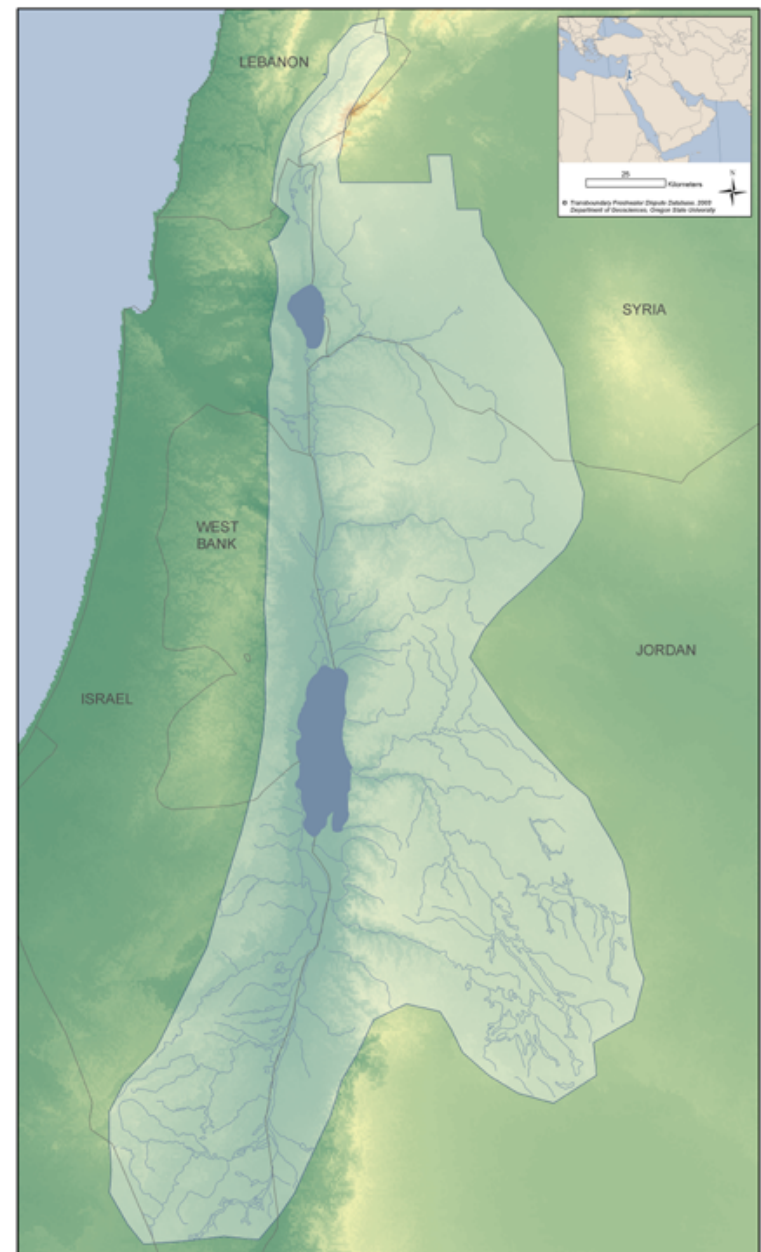 LEBANON
25
Kilometers
N
© Transboundary Freshwater Dispute Database, 2003
Department of Geosciences, Oregon State University
SYRIA
WEST
BANK
JORDAN
ISRAEL